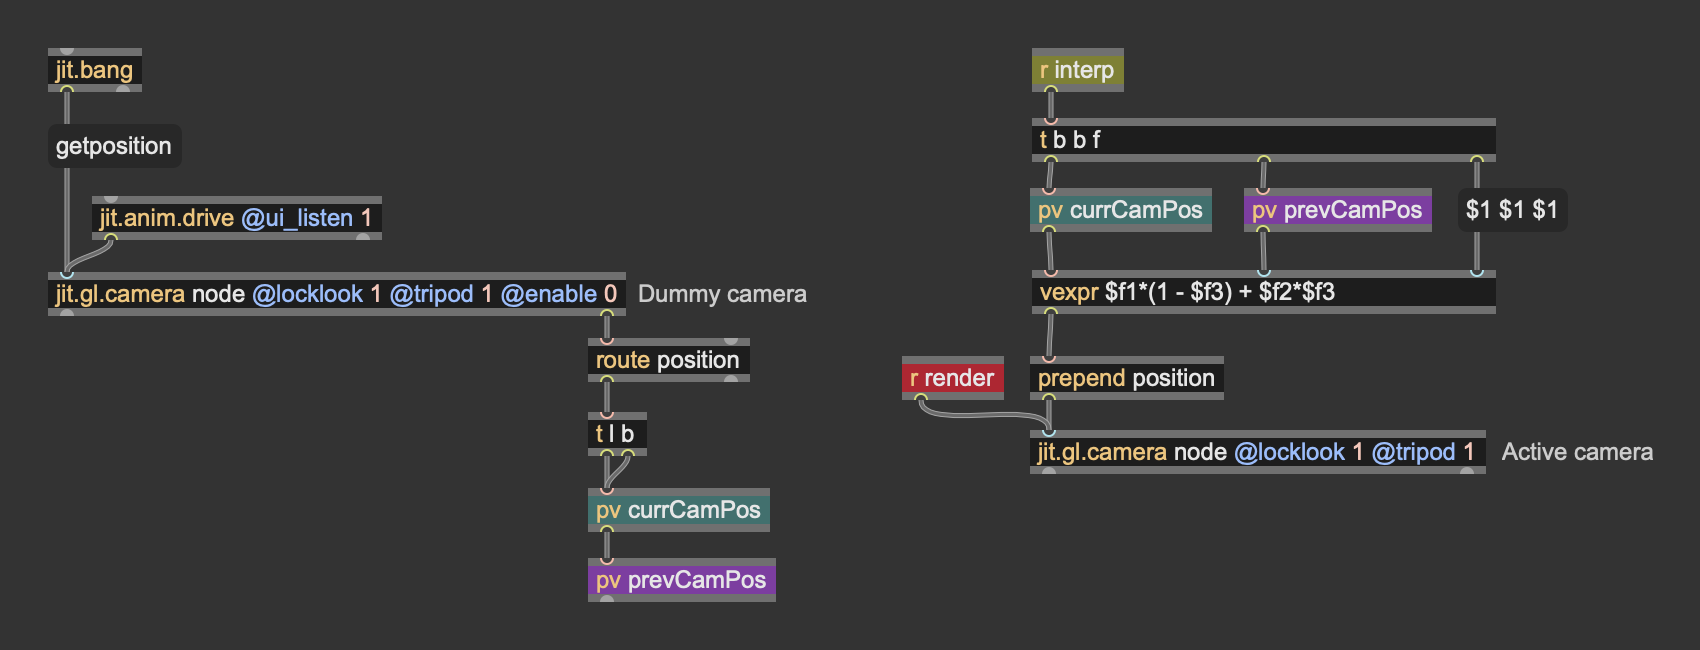 jit.bang
getposition
jit.anim.drive @ui_listen 1
jit.gl.camera node @locklook 1 @tripod 1 @enable 0
Dummy camera
route position
t l b
pv currCamPos
pv prevCamPos
r interp
t b b f
pv currCamPos
pv prevCamPos
$1 $1 $1
vexpr $f1*(1 - $f3) + $f2*$f3
r render
prepend position
jit.gl.camera node @locklook 1 @tripod 1
Active camera